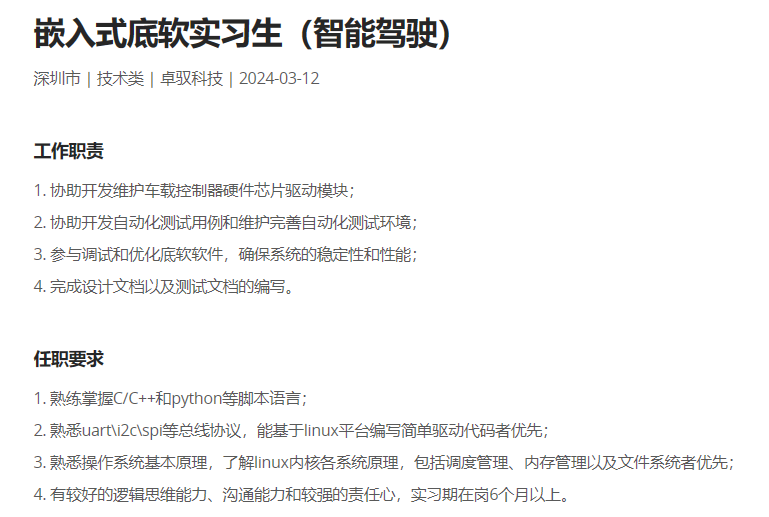 嵌入式底软实习生（智能驾驶）
深圳市 | 技术类 | 卓驭科技 | 2024-03-12
工作职责
1. 协助开发维护车载控制器硬件芯片驱动模块；
2. 协助开发自动化测试用例和维护完善自动化测试环境；
3. 参与调试和优化底软软件，确保系统的稳定性和性能；
4. 完成设计文档以及测试文档的编写。
任职要求
1. 熟练掌握C/C++和python等脚本语言；
2. 熟悉uart\i2c\spi等总线协议，能基于linux平台编写简单驱动代码者优先；
3. 熟悉操作系统基本原理，了解linux内核各系统原理，包括调度管理、内存管理以及文件系统者优先；
4. 有较好的逻辑思维能力、沟通能力和较强的责任心，实习期在岗6个月以上。